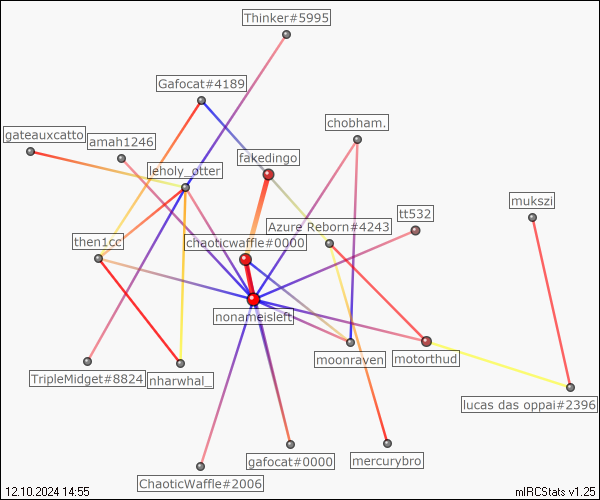 Thinker#5995
Gafocat#4189
chobham.
gateauxcatto
amah1246
fakedingo
leholy_otter
mukszi
tt532
Azure Reborn#4243
then1cc
chaoticwaffle#0000
nonameisleft
moonraven
motorthud
TripleMidget#8824
nharwhal_
lucas das oppai#2396
gafocat#0000
mercurybro
ChaoticWaffle#2006
12.10.2024 14:55
mIRCStats v1.25